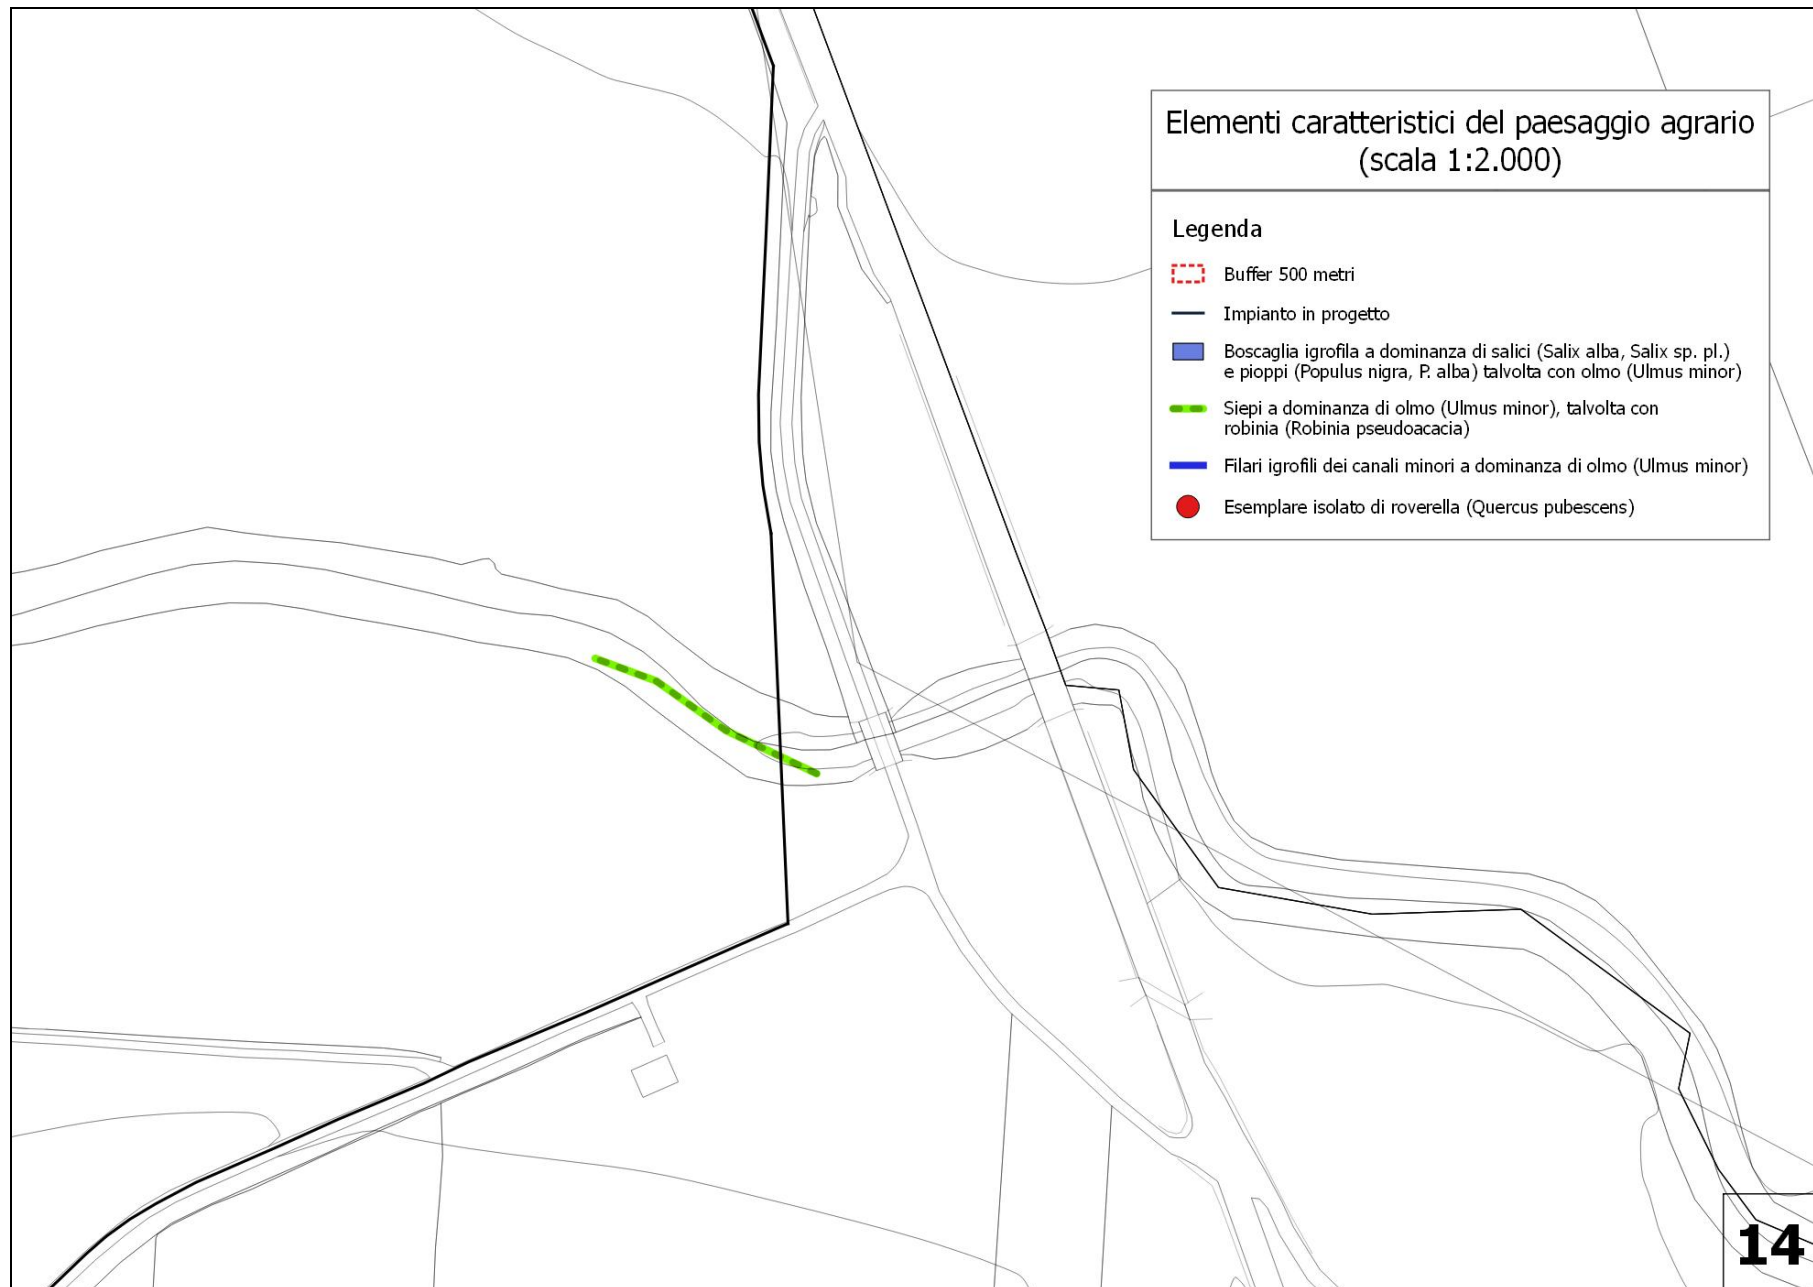 Elementi caratteristici del paesaggio agrario
(scala 1:2.000)
Legenda
Buffer 500 metri
Impianto in progetto
Boscaglia igrofila a dominanza di salici (Salix alba, Salix sp. pl.)
e pioppi (Populus nigra, P. alba) talvolta con olmo (Ulmus minor)
Siepi a dominanza di olmo (Ulmus minor), talvolta con
robinia (Robinia pseudoacacia)
Filari igrofili dei canali minori a dominanza di olmo (Ulmus minor)
Esemplare isolato di roverella (Quercus pubescens)
14